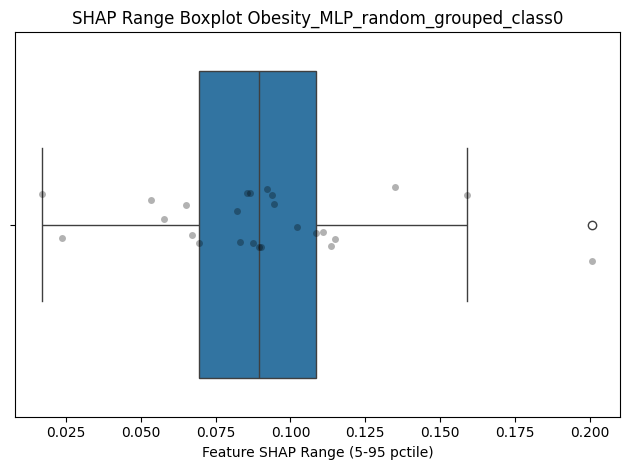 SHAP Range Boxplot Obesity_MLP_random_grouped_class0
0.025 0.050 0.075 0.100 0.125 0.150 0.175 0.200
Feature SHAP Range (5-95 pctile)